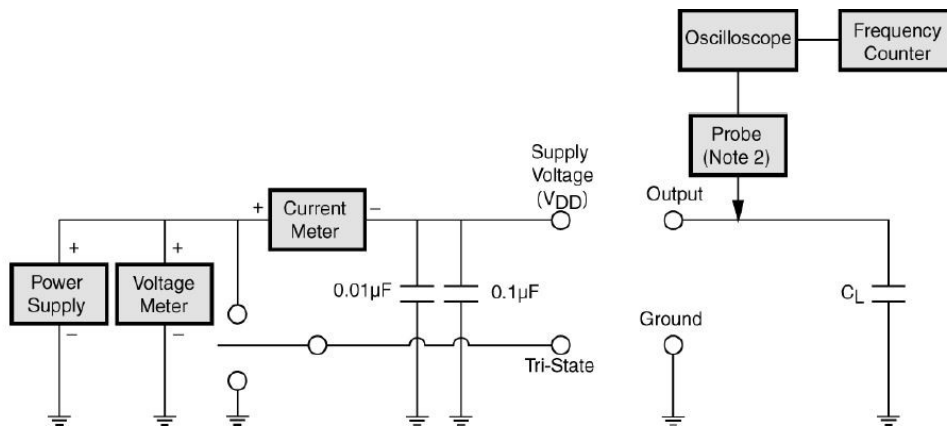 Oscilloscope
Frequency
Counter
Probe
(Note 2)
Supply
Voltage
(VDD)
Output
+
Current
Meter
–
+
Power
Supply
–
+
Voltage
Meter
–
0.01µF
0.1µF
CL
Ground
Tri-State